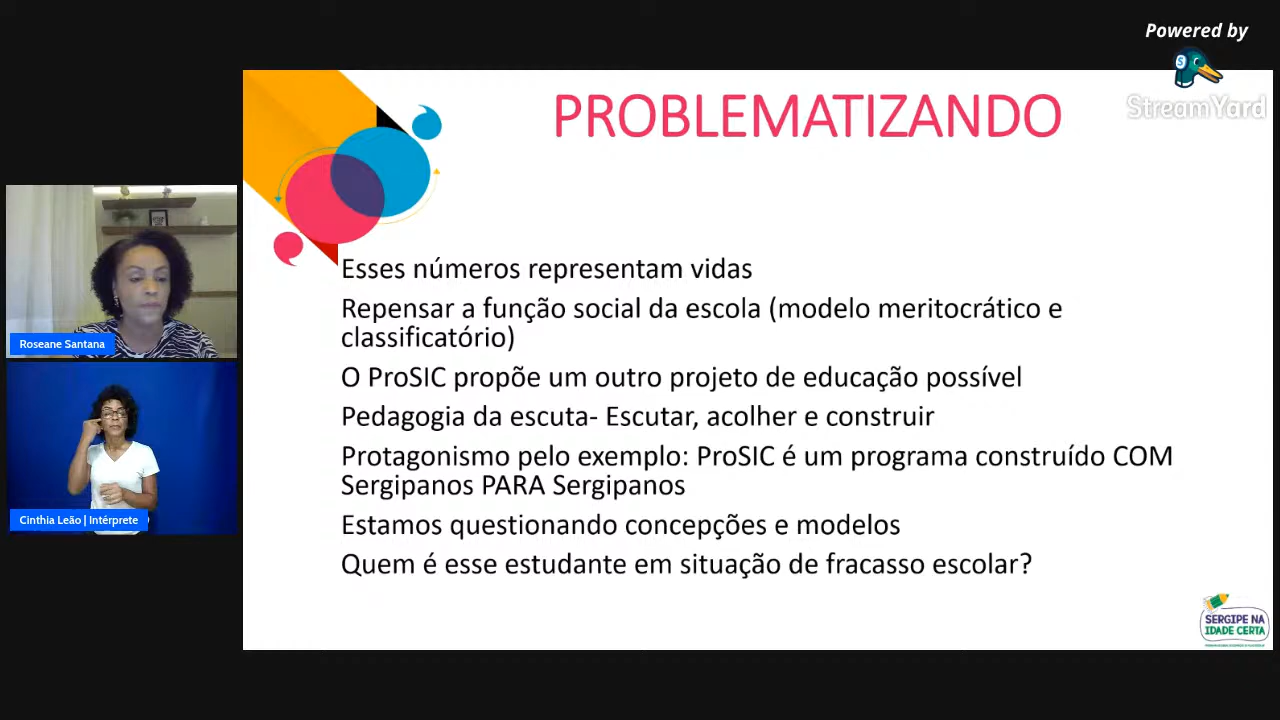 Powered by
StreamYard
PROBLEMATIZANDO
Esses números representam vidas
Repensar a função social da escola (modelo meritocrático e
classificatório)
O ProSIC propõe um outro projeto de educação possível
Pedagogia da escuta- Escutar, acolher e construir
Protagonismo pelo exemplo: ProSIC é um programa construído COM
Sergipanos PARA Sergipanos
Estamos questionando concepções e modelos
Quem é esse estudante em situação de fracasso escolar?
Roseane Santana
Cinthia Leão | Intérprete
SERGIPE NA
IDADE CERTA